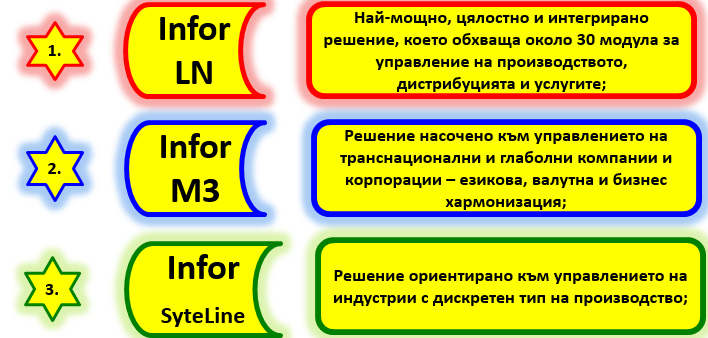 1.
Infor
LN
Най-мощно, цялостно и интегрирано
решение, което обхваща около 30 модула за
управление на производството,
дистрибуцията и услугите;
2.
Infor
M3
Решение насочено към управлението на
транснационални и глаболни компании и
корпорации – езикова, валутна и бизнес
хармонизация;
3.
Infor
SyteLine
Решение ориентирано към управлението на
индустрии с дискретен тип на производство;